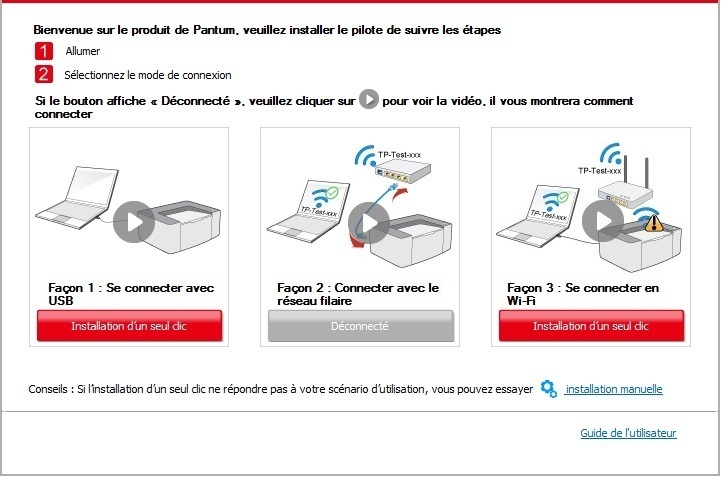 Bienvenue sur le produit de Pantum, veuillez installer le pilote de suivre les étapes
1 Allumer
2 Sélectionnez le mode de connexion
Si le bouton affiche « Déconnecté », veuillez cliquer sur pour voir la vidéo, il vous montrera comment
connecter
TP-Test-xxx
TP-Test-xxx
TP-Test-xxx
TP-Test-xxx
Façon 1 : Se connecter avec
USB
Installation d'un seul clic
Façon 2 : Connecter avec le
réseau filaire
Déconnecté
Façon 3 : Se connecter en
Wi-Fi
Installation d'un seul clic
Conseils : Si l'installation d'un seul clic ne répondre pas à votre scénario d'utilisation, vous pouvez essayer installation manuelle
Guide de l'utilisateur